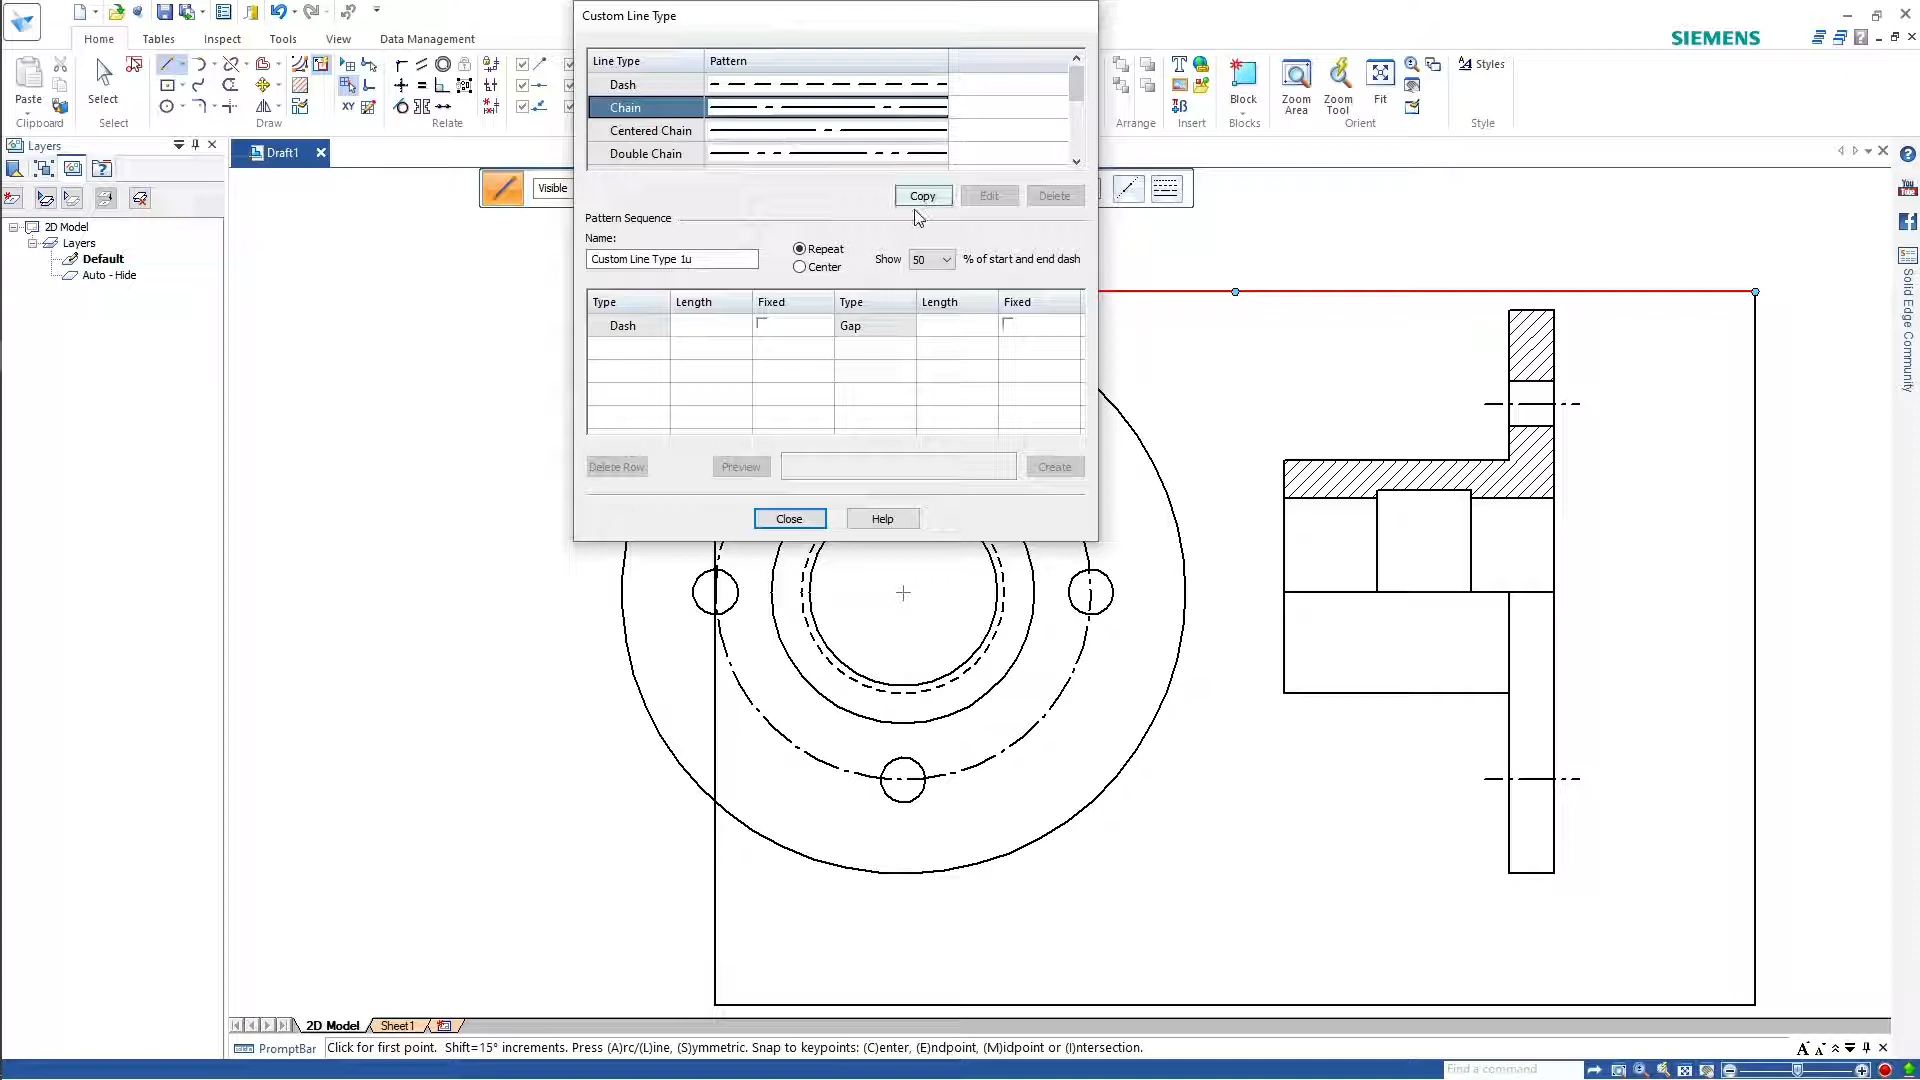 Custom Line Type
Home
Tables
Inspect
Tools
View
Data Management
SIEMENS
Line Type
Pattern
Dash
Chain
Centered Chain
Double Chain
Paste
Select
Clipboard
Select
Draw
Relate
XY
Block
Zoom
Area
Zoom
Tool
Fit
Styles
Arrange
Insert
Blocks
Orient
Style
Layers
Draft1
Visible
Copy
Edit
Delete
Pattern Sequence
Name:
Custom Line Type 1u
Repeat
Center
Show
50
% of start and end dash
Type
Length
Fixed
Type
Length
Fixed
Dash
Gap
Delete Row
Preview
Create
Close
Help
2D Model
Layers
Default
Auto - Hide
You
Tube
Solid Edge Community
2D Model
Sheet1
PromptBar
Click for first point. Shift=15° increments. Press (A)rc/(L)ine, (S)ymmetric. Snap to keypoints: (C)enter, (E)ndpoint, (M)idpoint or (I)ntersection.
Find a command